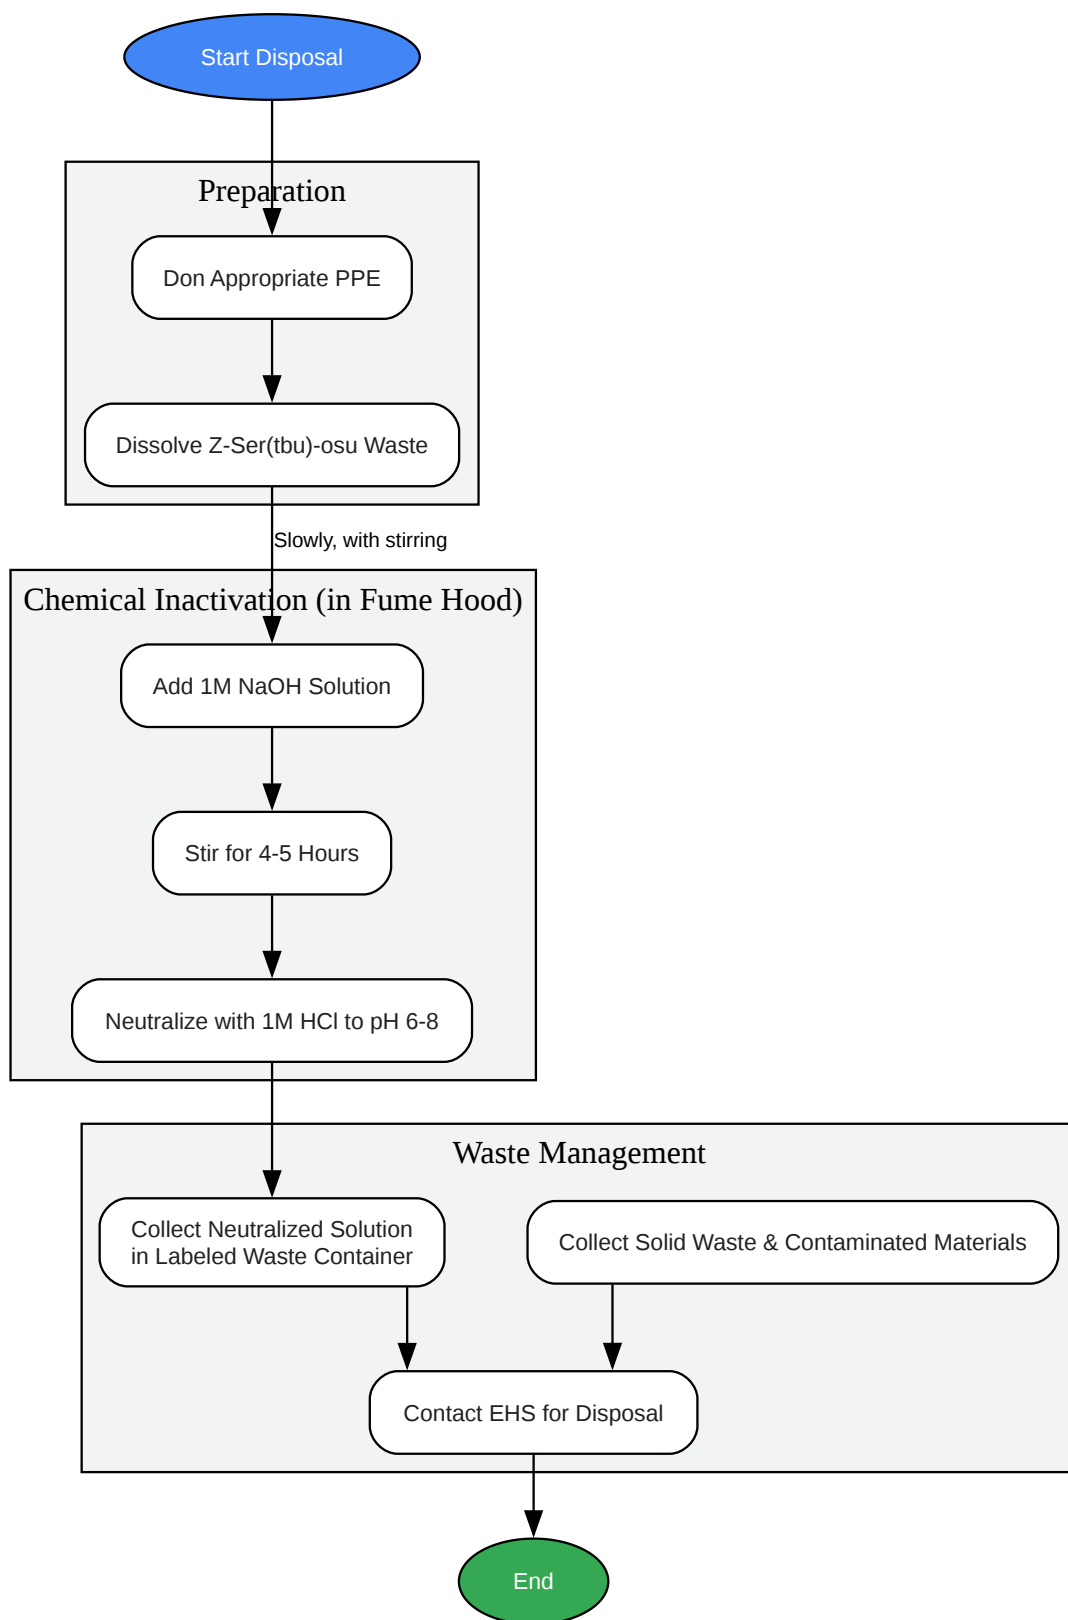 Start Disposal
Preparation
Don Appropriate PPE
Dissolve Z-Ser(tbu)-osu Waste
Slowly, with stirring
Chemical Inactivation (in Fume Hood)
Add 1M NaOH Solution
Stir for 4-5 Hours
Neutralize with 1M HCl to pH 6-8
Waste Management
Collect Neutralized Solution
in Labeled Waste Container
Collect Solid Waste & Contaminated Materials
Contact EHS for Disposal
End